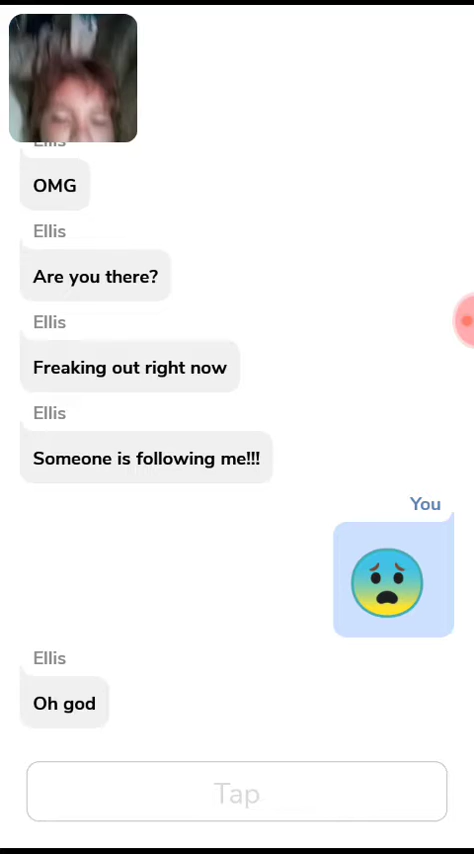 Ellis
OMG
Ellis
Are you there?
Ellis
Freaking out right now
Ellis
Someone is following me!!!
You
Ellis
Oh god
Tap